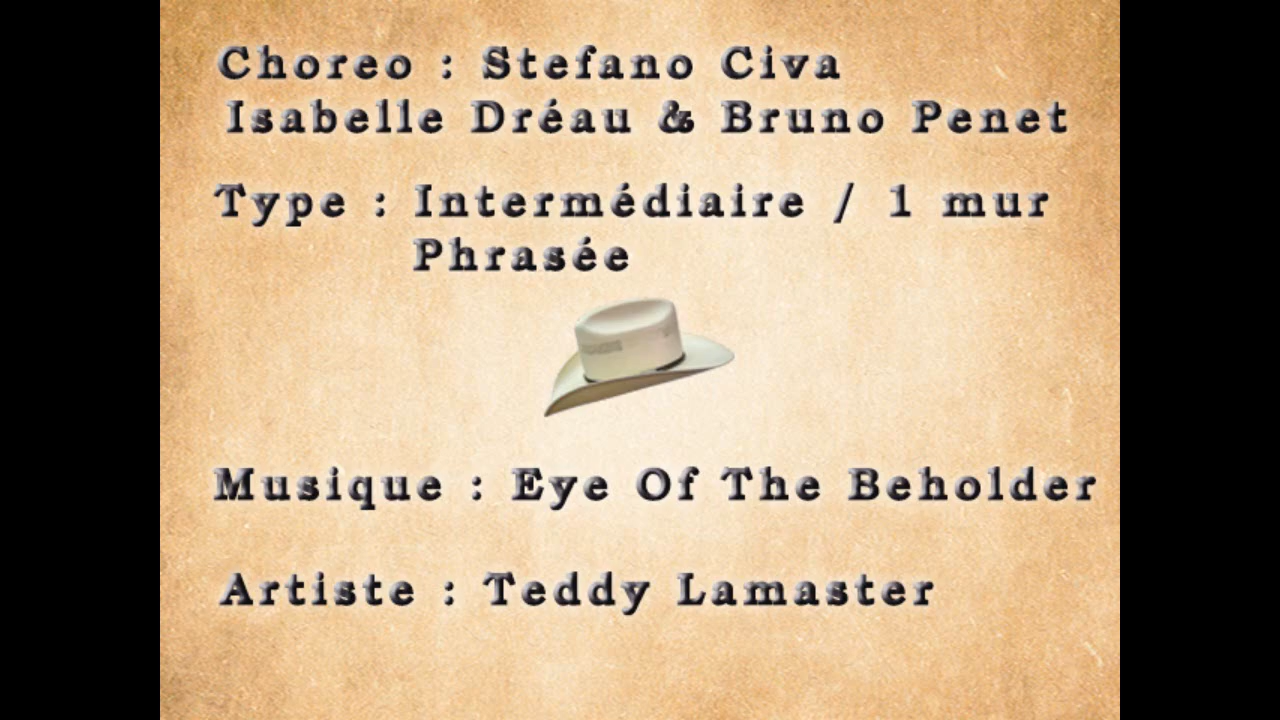 Choreo : Stefano Civa
Isabelle Dréau & Bruno Penet
Type : Intermédiaire / 1 mur
Phrasée
Musique : Eye Of The Beholder
Artiste : Teddy Lamaster